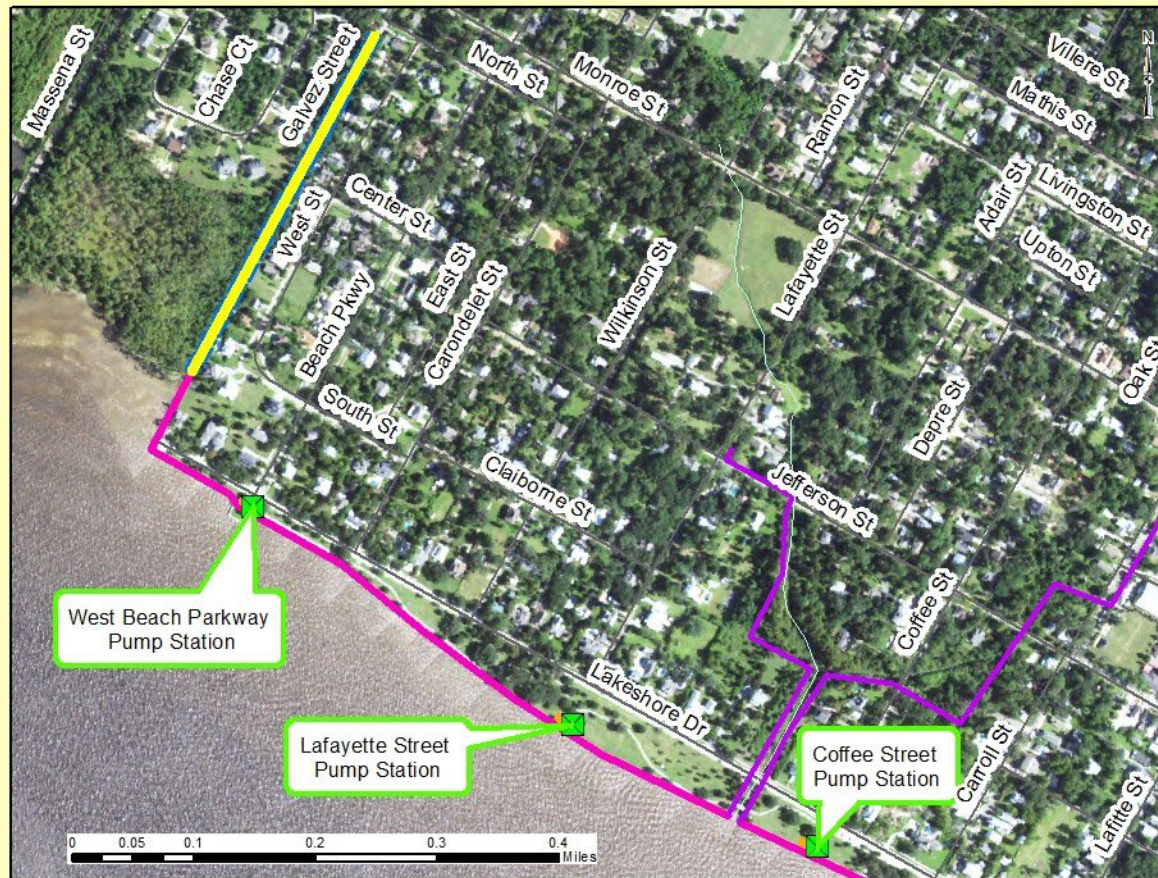 Massena St
Chase Ct
Galvez Street
North St
Monroe St
Ramon St
Villere St
Mathis St
N
Livingston St
Adair St
Upton St
Oak St
West St
Center St
Beach Pkwy
East St
Carondelet St
Wilkinson St
Lafayette St
Depre St
South St
Claiborne St
Jefferson St
Coffee St
West Beach Parkway
Pump Station
Lakeshore Dr
Lafayette Street
Pump Station
Coffee Street
Pump Station
Carroll St
Lafitte St
0 0.05 0.1 0.2 0.3 0.4
Miles